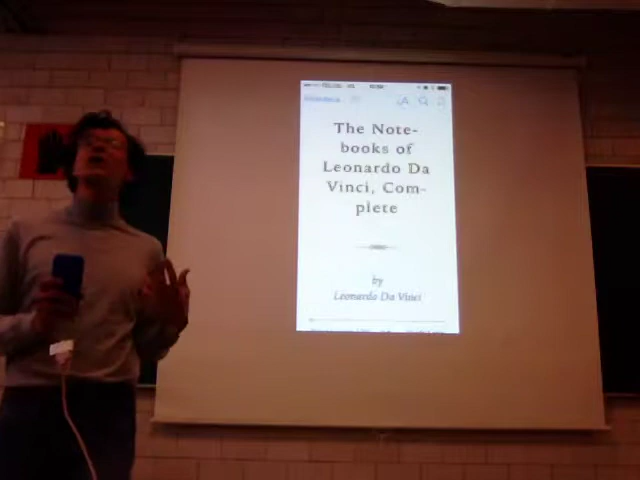 The Note-
books of
Leonardo Da
Vinci, Com-
plete
by
Leonardo Da Vinci